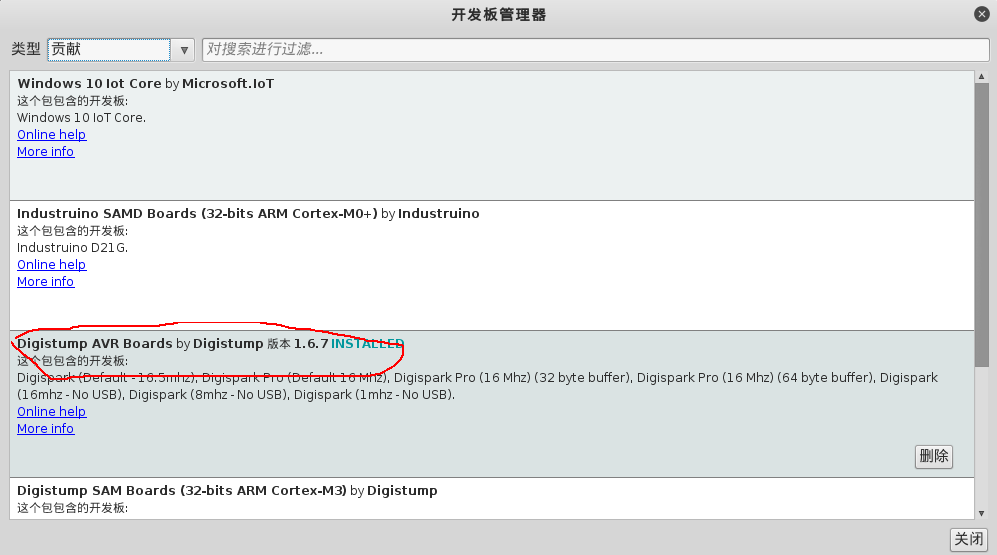 开发板管理器
类型 贡献 对搜索进行过滤...
Windows 10 Iot Core by Microsoft.IoT
这个包包含的开发板:
Windows 10 IoT Core.
Online help
More info
Industruino SAMD Boards (32-bits ARM Cortex-M0+) by Industruino
这个包包含的开发板:
Industruino D21G.
Online help
More info
Digistump AVR Boards by Digistump 版本 1.6.7 INSTALLED
这个包包含的开发板:
Digispark (Default - 16.5mhz), Digispark Pro (Default 16 Mhz), Digispark Pro (16 Mhz) (32 byte buffer), Digispark Pro (16 Mhz) (64 byte buffer), Digispark
(16mhz - No USB), Digispark (8mhz - No USB), Digispark (1mhz - No USB).
Online help
More info
删除
Digistump SAM Boards (32-bits ARM Cortex-M3) by Digistump
这个包包含的开发板:
关闭